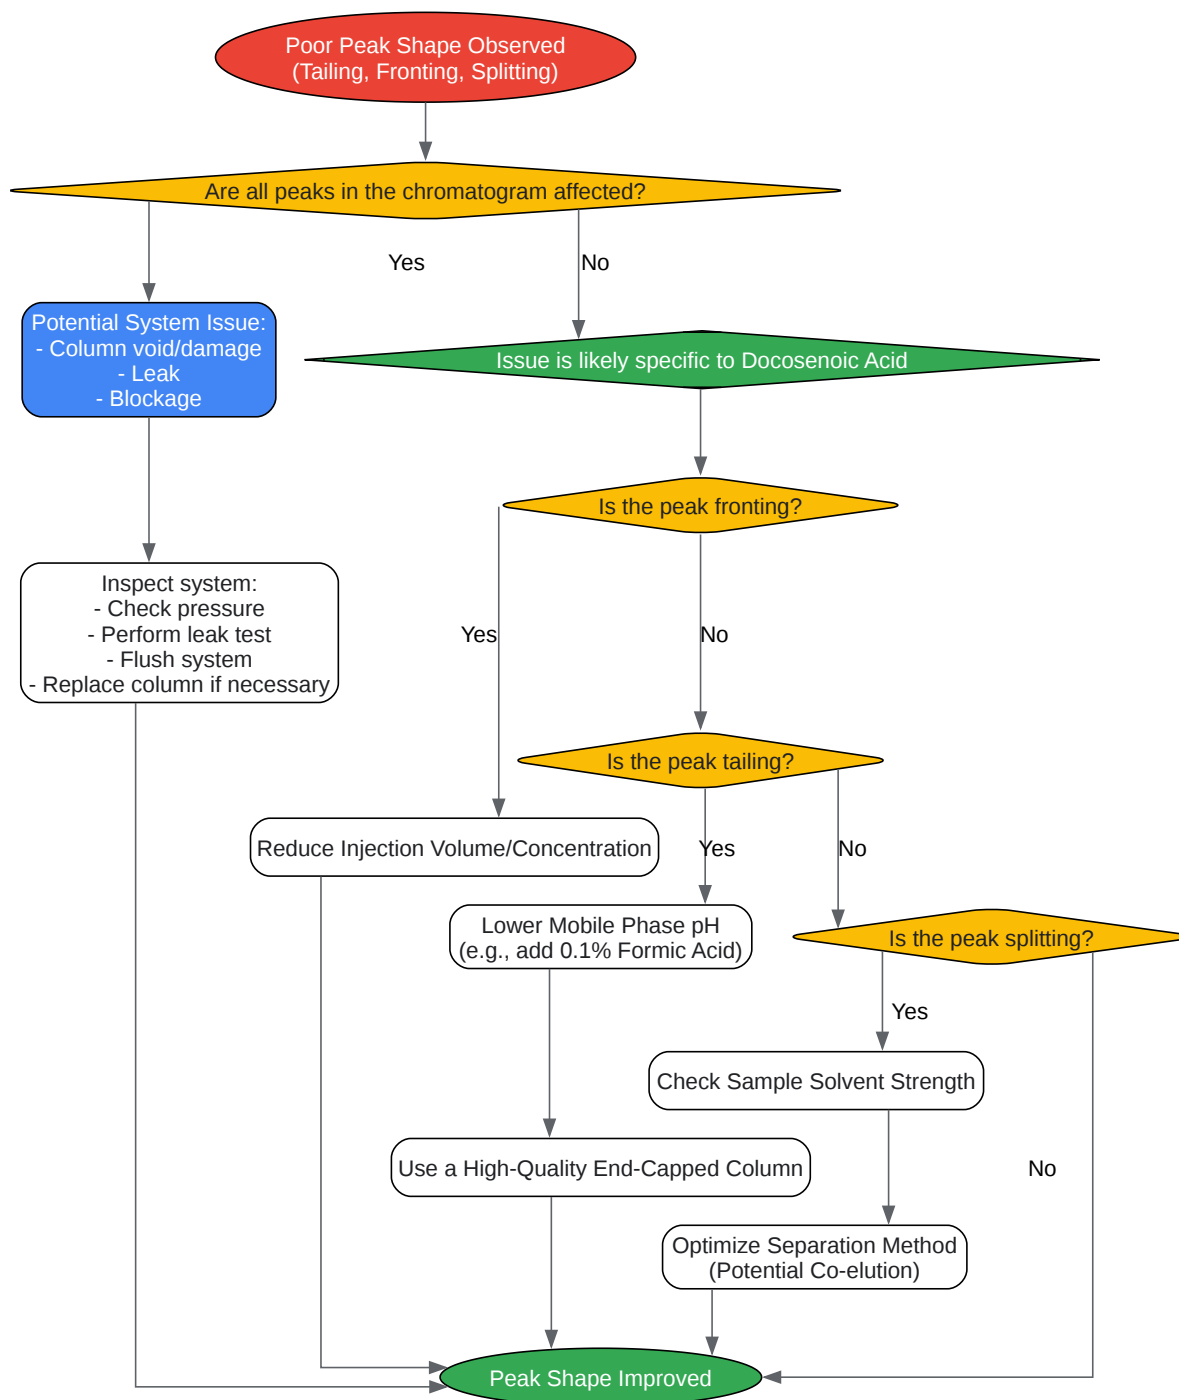 Poor Peak Shape Observed
(Tailing, Fronting, Splitting)
Are all peaks in the chromatogram affected?
Yes
No
Potential System Issue:
- Column void/damage
- Leak
- Blockage
Issue is likely specific to Docosenoic Acid
Is the peak fronting?
Inspect system:
- Check pressure
- Perform leak test
- Flush system
- Replace column if necessary
Yes
No
Is the peak tailing?
Reduce Injection Volume/Concentration
Yes
No
Lower Mobile Phase pH
(e.g., add 0.1% Formic Acid)
Is the peak splitting?
Yes
Check Sample Solvent Strength
Use a High-Quality End-Capped Column
No
Optimize Separation Method
(Potential Co-elution)
Peak Shape Improved